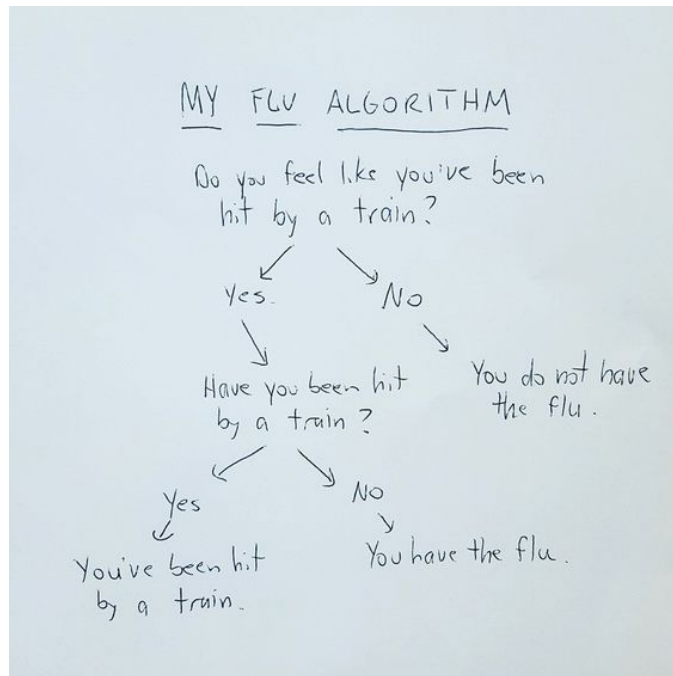 MY FLU ALGORITHM
Do you feel like you've been
hit by a train?
Yes.
No
Have you been hit
by a train?
You do not have
the flu.
Yes
No
You've been hit
by a train.
You have the flu.